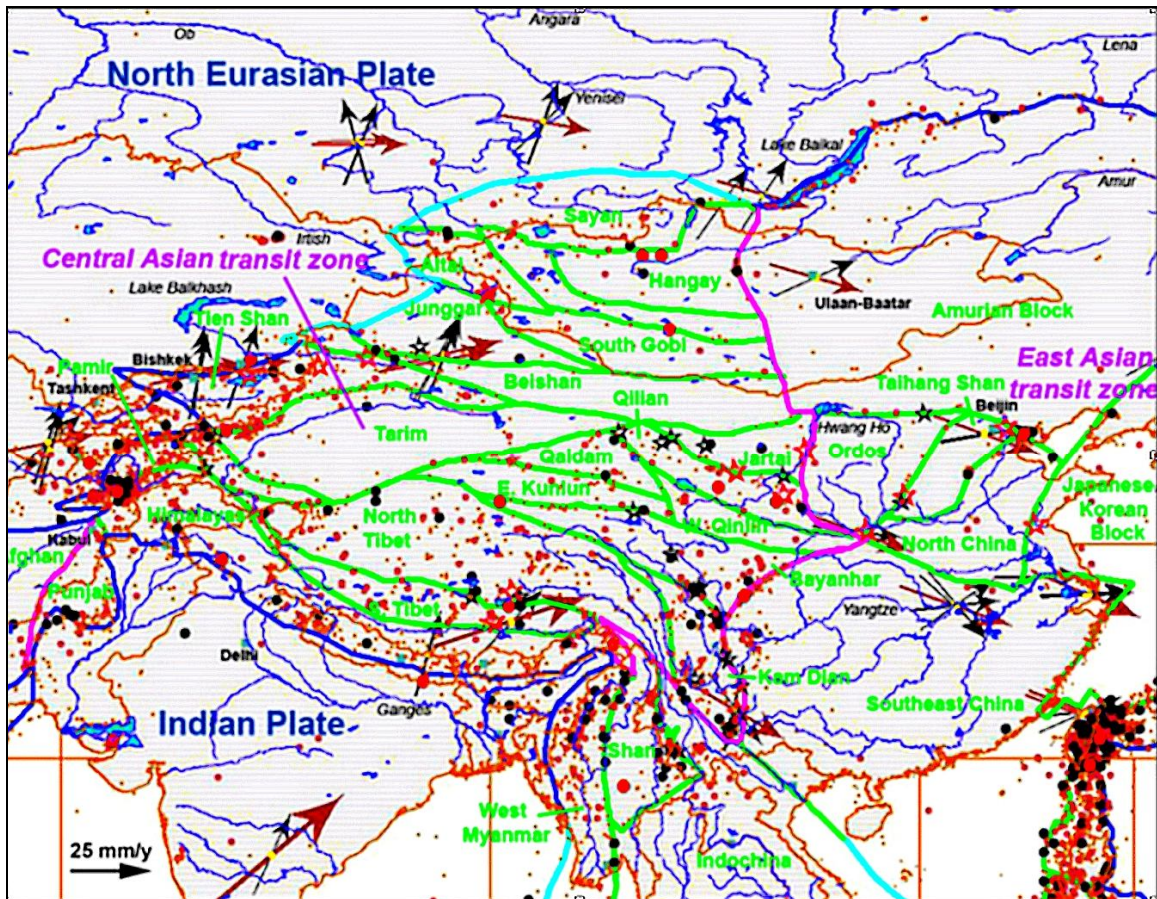 Angara
Ob
Lena
North Eurasian Plate
Yenisei
Lake Baikal
Amur
Sayan
Irtish
Central Asian transit zone
Altai
Hangay
Lake Balkhash
Ulaan-Baatar
Junggar
Amurian Block
Tien Shan
South Gobi
Bishkek
East Asian
transit zone
Pamir
Beishan
Taihang Shan
Tashkent
Qilian
Beijin
Tarim
Hwang Ho
Qaidam
Jartai
Ordos
E. Kunlun
Japanese
Korean
Block
Himalayas
North
Tibet
W. Qinlin
Kabul
North China
Afghan
Bayanhar
Punjab
S. Tibet
Yangtze
Delhi
Kam Dian
Ganges
Southeast China
Indian Plate
Shan
West
Myanmar
25 mm/y
Indochina